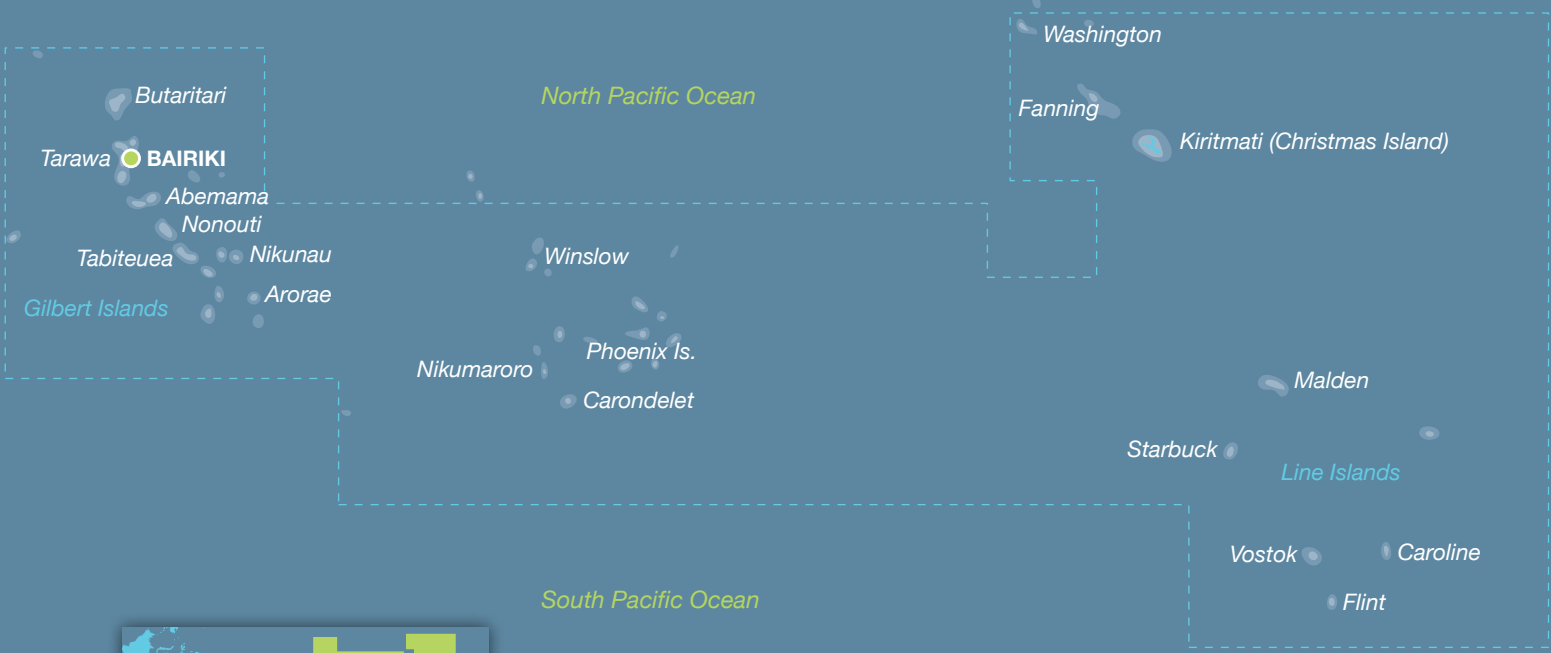 Washington
Butaritari
North Pacific Ocean
Fanning
Kiritmati (Christmas Island)
Tarawa
BAIRIKI
Abemama
Nonouti
Tabiteuea
Nikunau
Winslow
Arorae
Gilbert Islands
Phoenix Is.
Nikumaroro
Malden
Carondelet
Starbuck
Line Islands
Vostok
Caroline
South Pacific Ocean
Flint